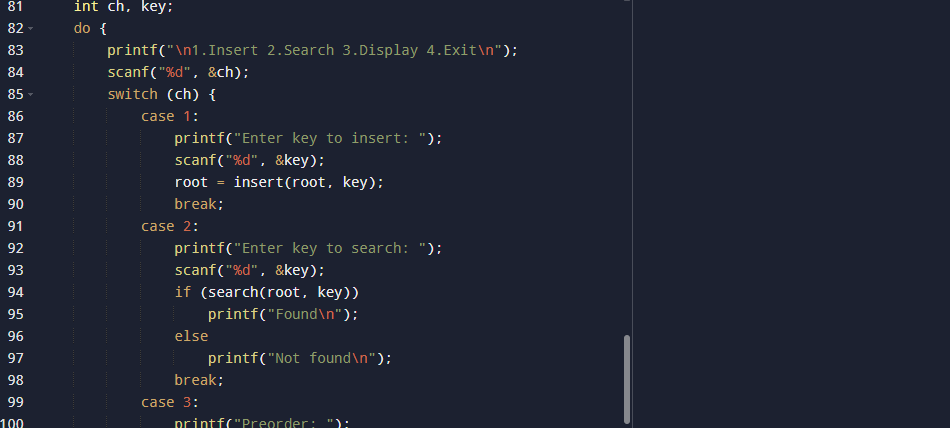 81 int ch, key;
82 do {
83 printf("\n1.Insert 2.Search 3.Display 4.Exit\n");
84 scanf("%d", &ch);
85 switch (ch) {
86 case 1:
87 printf("Enter key to insert: ");
88 scanf("%d", &key);
89 root = insert(root, key);
90 break;
91 case 2:
92 printf("Enter key to search: ");
93 scanf("%d", &key);
94 if (search(root, key))
95 printf("Found\n");
96 else
97 printf("Not found\n");
98 break;
99 case 3:
100 printf("Preorder: ");